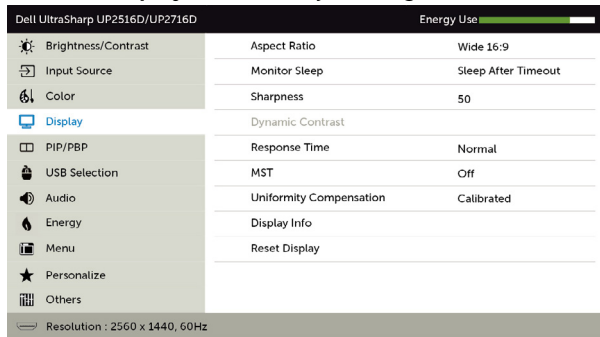 Dell UltraSharp UP2516D/UP2716D Energy Use
Brightness/Contrast Aspect Ratio Wide 16:9
Input Source Monitor Sleep Sleep After Timeout
Color Sharpness 50
Display Dynamic Contrast
PIP/PBP Response Time Normal
USB Selection MST Off
Audio Uniformity Compensation Calibrated
Energy Display Info
Menu Reset Display
Personalize
Others
Resolution : 2560 x 1440, 60Hz